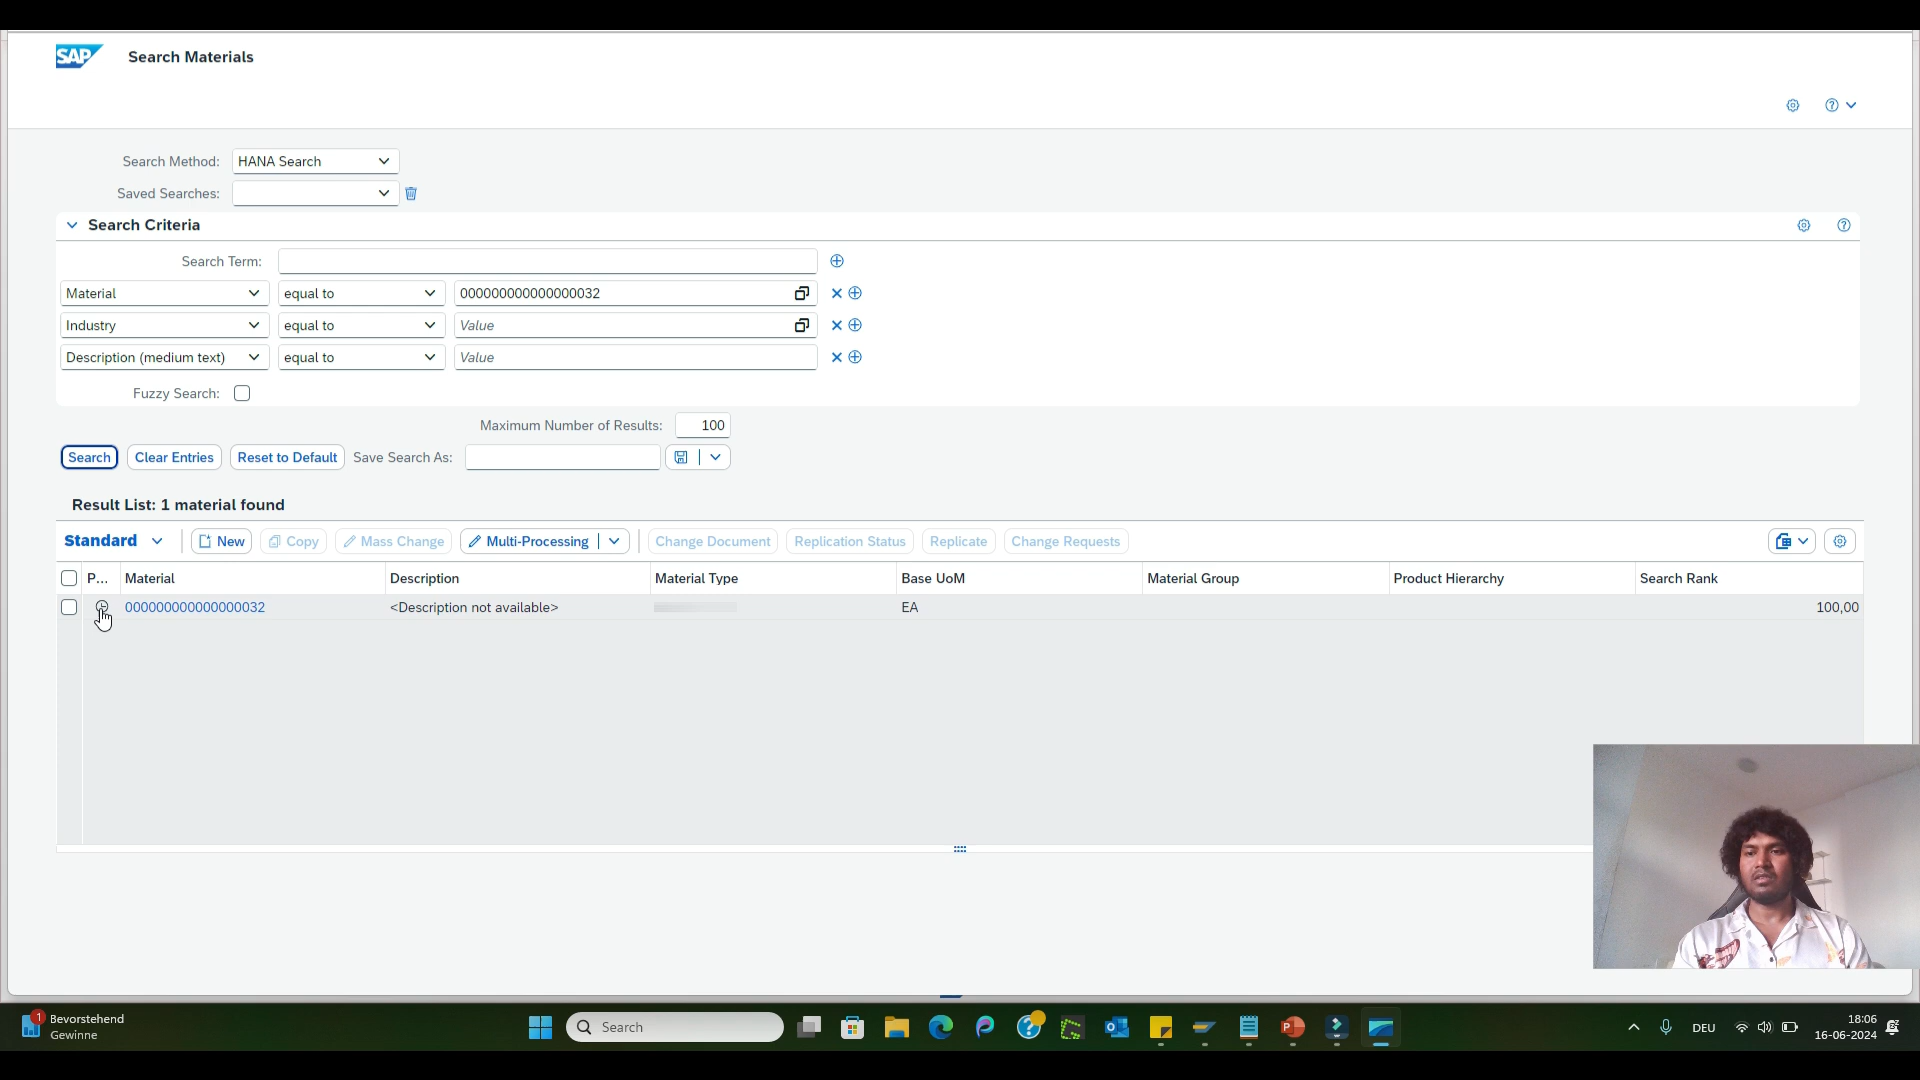 SAP Search Materials
Search Method: HANA Search
Saved Searches:
Search Criteria
Search Term:
Material equal to 000000000000000032
Industry equal to Value
Description (medium text) equal to Value
Fuzzy Search:
Maximum Number of Results: 100
Search Clear Entries Reset to Default Save Search As:
Result List: 1 material found
Standard New Copy Mass Change Multi-Processing Change Document Replication Status Replicate Change Requests
P... Material Description Material Type Base UoM Material Group Product Hierarchy Search Rank
000000000000000032 <Description not available> EA 100,00
1 Bevorstehend
Gewinne
Search
DEU
18:06
16-06-2024